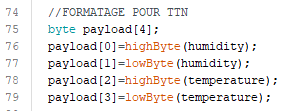 74 //FORMATAGE POUR TTN
75 byte payload[4];
76 payload[0]=highByte(humidity);
77 payload[1]=lowByte(humidity);
78 payload[2]=highByte(temperature);
79 payload[3]=lowByte(temperature);